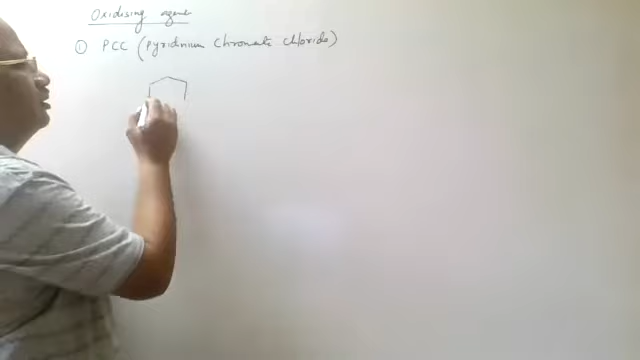 Oxidising agent
① PCC (Pyridinium Chromate Chloride)